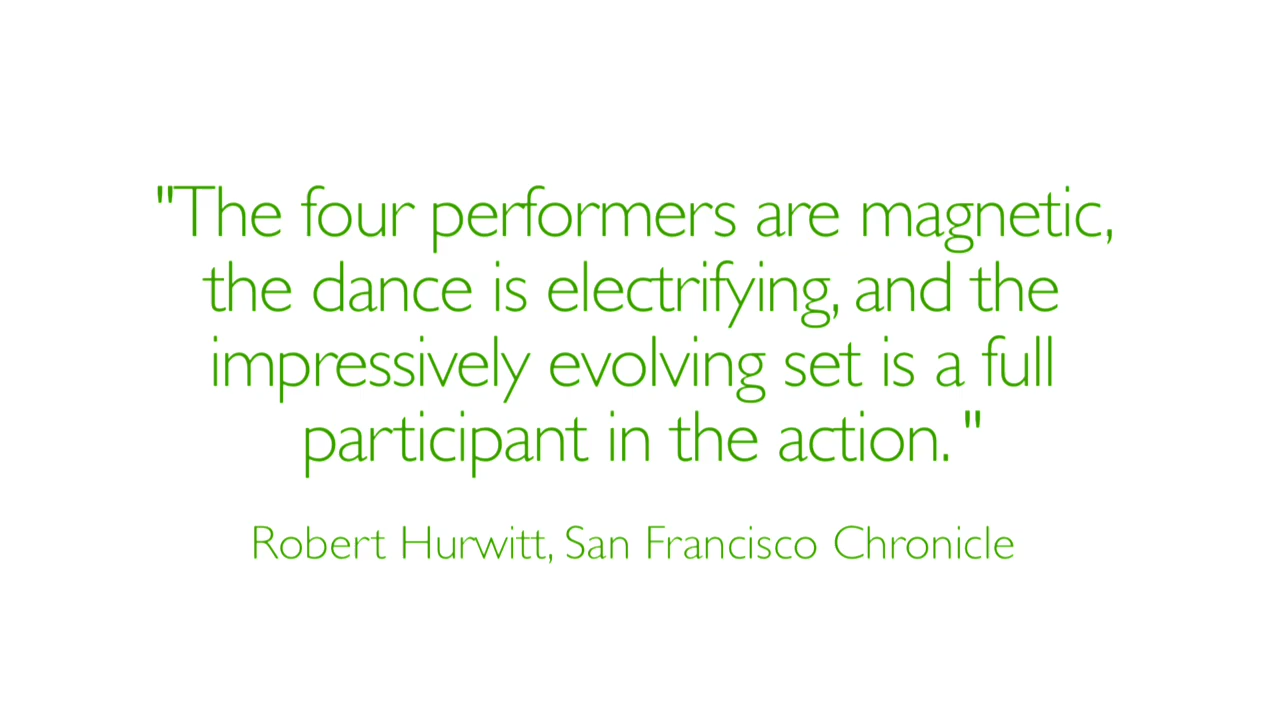 "The four performers are magnetic,
the dance is electrifying, and the
impressively evolving set is a full
participant in the action. "
Robert Hurwitt, San Francisco Chronicle